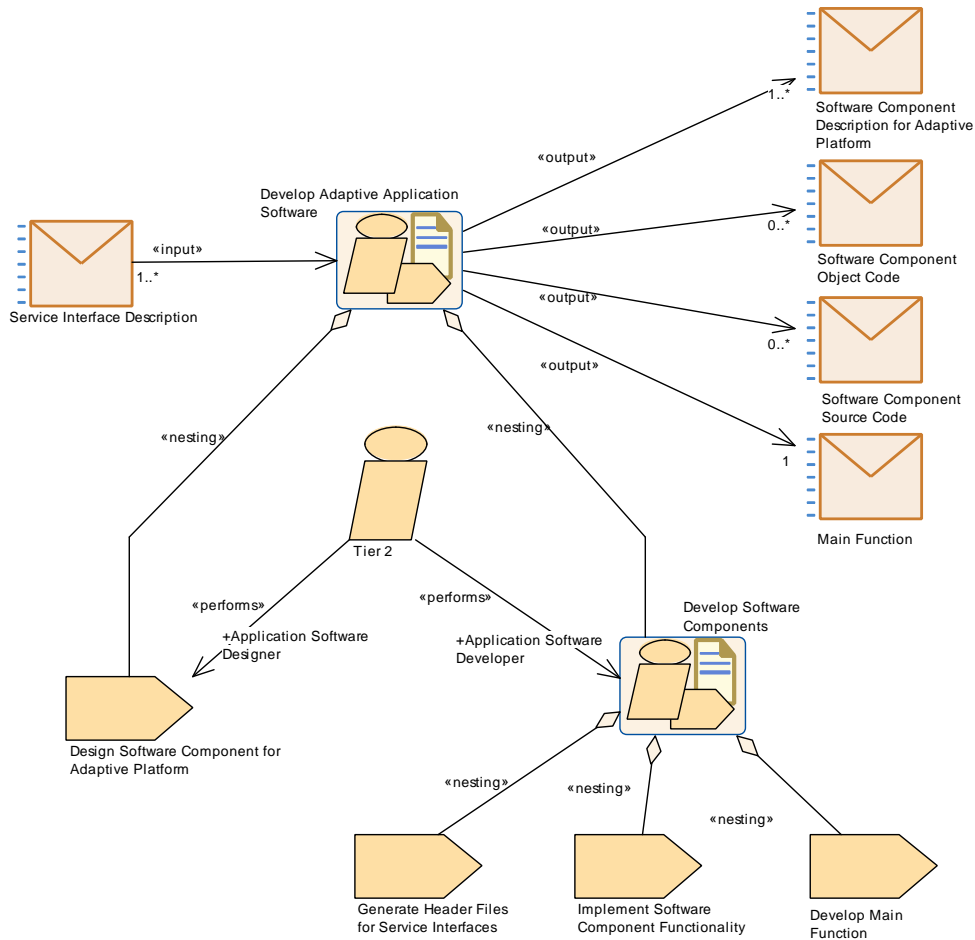 1..*
Software Component
Description for Adaptive
Platform
«output»
Develop Adaptive Application
Software
«output»
0..*
«input»
1..*
Software Component
Object Code
Service Interface Description
«output»
0..*
«output»
Software Component
Source Code
«nesting»
«nesting»
1
Main Function
Tier 2
«performs»
«performs»
Develop Software
Components
+Application Software
Designer
+Application Software
Developer
Design Software Component for
Adaptive Platform
«nesting»
«nesting»
«nesting»
Generate Header Files
for Service Interfaces
Implement Software
Component Functionality
Develop Main
Function